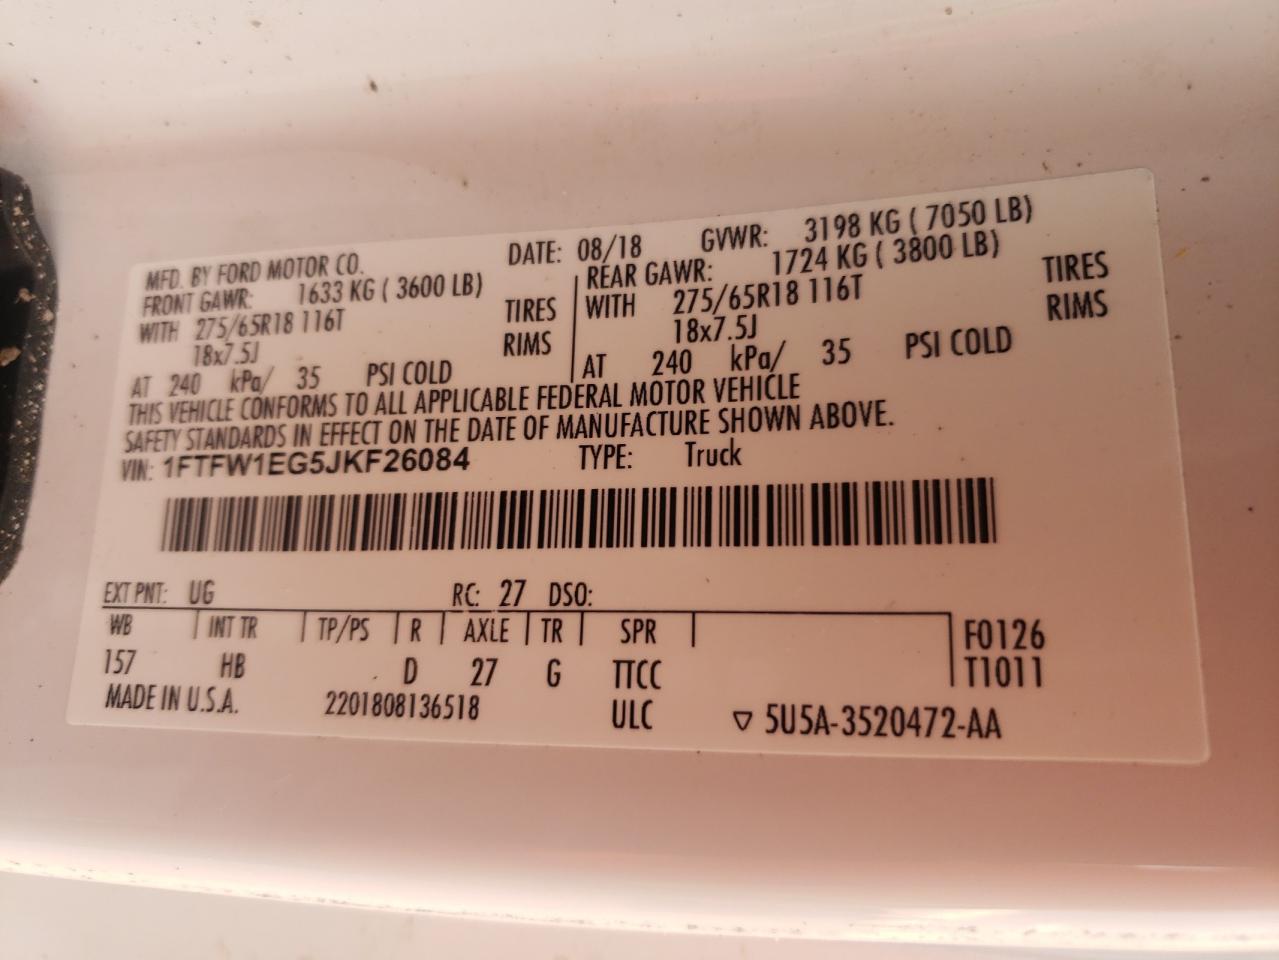 MFD. BY FORD MOTOR CO. DATE: 08/18 GVWR: 3198 KG ( 7050 LB)
FRONT GAWR: 1633 KG ( 3600 LB) REAR GAWR: 1724 KG ( 3800 LB)
WITH 275/65R18 116T TIRES WITH 275/65R18 116T TIRES
18x7.5J RIMS 18x7.5J RIMS
AT 240 kPa/ 35 PSI COLD AT 240 kPa/ 35 PSI COLD
THIS VEHICLE CONFORMS TO ALL APPLICABLE FEDERAL MOTOR VEHICLE
SAFETY STANDARDS IN EFFECT ON THE DATE OF MANUFACTURE SHOWN ABOVE.
VIN: 1FTFW1EG5JKF26084 TYPE: Truck
EXT PNT: UG RC: 27 DSO:
WB INT TR TP/PS R AXLE TR SPR F0126
157 HB D 27 G TTCC T1011
MADE IN U.S.A. 2201808136518 ULC ▽ 5U5A-3520472-AA